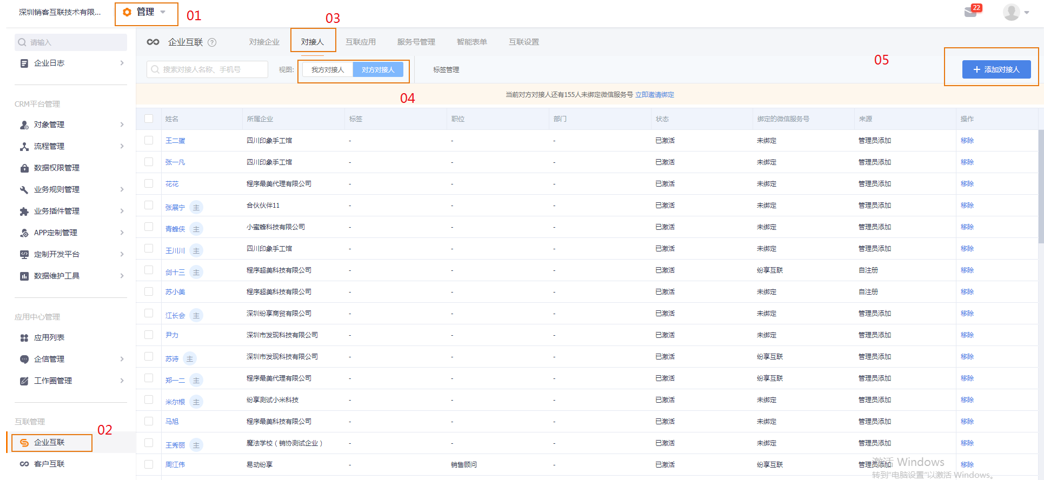 深圳销客互联技术有限...
管理
01
03
22
请输入
企业日志
CRM平台管理
对象管理
流程管理
数据权限管理
业务规则管理
业务插件管理
APP定制管理
定制开发平台
数据维护工具
应用中心管理
应用列表
企信管理
工作圈管理
互联管理
企业互联
02
客户互联
企业互联
对接企业
对接人
互联应用
服务号管理
智能表单
互联设置
搜索对接人名称、手机号
视图:
我方对接人
对方对接人
标签管理
04
05
+ 添加对接人
当前对方对接人还有155人未绑定微信服务号 立即邀请绑定
姓名 所属企业 标签 职位 部门 状态 绑定的微信服务号 来源 操作
王二暖 四川印象手工馆 - - - 已激活 未绑定 管理员添加 移除
张一凡 四川印象手工馆 - - - 已激活 未绑定 管理员添加 移除
花花 程序最美代理有限公司 - - - 已激活 未绑定 管理员添加 移除
张震宁 主 合伙伙伴11 - - - 已激活 未绑定 管理员添加 移除
青蜂侠 主 小蜜蜂科技有限公司 - - - 已激活 未绑定 管理员添加 移除
王川川 主 四川印象手工馆 - - - 已激活 未绑定 管理员添加 移除
剑十三 主 程序超美科技有限公司 - - - 已激活 纷享互联 自注册 移除
苏小美 程序超美科技有限公司 - - - 已激活 未绑定 自注册 移除
江长会 主 深圳纷享商贸有限公司 - - - 已激活 未绑定 管理员添加 移除
尹力 深圳市发现科技有限公司 - - - 已激活 未绑定 管理员添加 移除
苏诗 主 深圳市发现科技有限公司 - - - 已激活 纷享互联 管理员添加 移除
郑一二 主 程序最美代理有限公司 - - - 已激活 纷享互联 管理员添加 移除
米尔根 主 纷享测试小米科技 - - - 已激活 未绑定 管理员添加 移除
马旭 程序最美科技有限公司 - - - 已激活 未绑定 管理员添加 移除
王秀丽 主 魔法学校（销协测试企业） - - - 已激活 未绑定 管理员添加 移除
周江伟 易动纷享 - 销售顾问 - 已激活 纷享互联 管理员添加 移除
激活 Windows
转到"电脑设置"以激活 Windows。